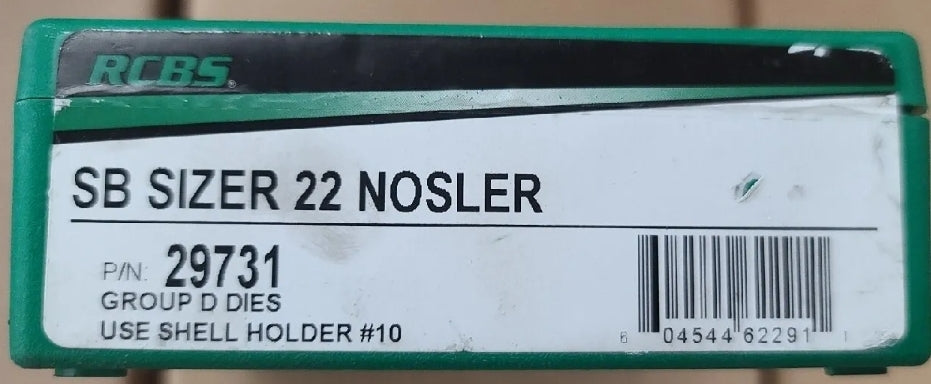 RCBS
SB SIZER 22 NOSLER
P/N: 29731
GROUP D DIES
USE SHELL HOLDER #10
6 04544 62291 1